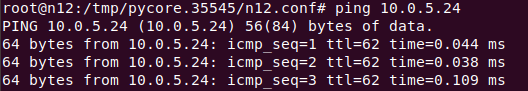 root@n12:/tmp/pycore.35545/n12.conf# ping 10.0.5.24
PING 10.0.5.24 (10.0.5.24) 56(84) bytes of data.
64 bytes from 10.0.5.24: icmp_seq=1 ttl=62 time=0.044 ms
64 bytes from 10.0.5.24: icmp_seq=2 ttl=62 time=0.038 ms
64 bytes from 10.0.5.24: icmp_seq=3 ttl=62 time=0.109 ms